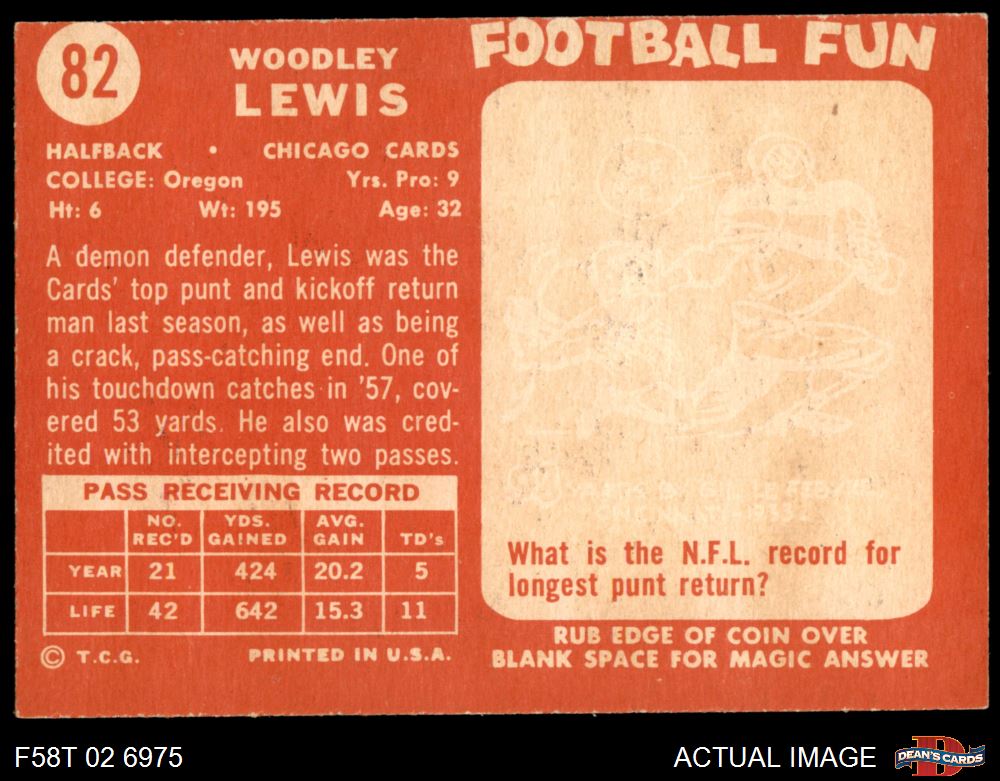 82
WOODLEY
LEWIS
HALFBACK • CHICAGO CARDS
COLLEGE: Oregon Yrs. Pro: 9
Ht: 6 Wt: 195 Age: 32
A demon defender, Lewis was the
Cards' top punt and kickoff return
man last season, as well as being
a crack, pass-catching end. One of
his touchdown catches in '57, cov-
ered 53 yards. He also was cred-
ited with intercepting two passes.
PASS RECEIVING RECORD
NO. REC'D YDS. GAINED AVG. GAIN TD's
YEAR 21 424 20.2 5
LIFE 42 642 15.3 11
© T.C.G. PRINTED IN U.S.A.
FOOTBALL FUN
What is the N.F.L. record for
longest punt return?
RUB EDGE OF COIN OVER
BLANK SPACE FOR MAGIC ANSWER
F58T 02 6975
ACTUAL IMAGE
D
DEAN'S CARDS